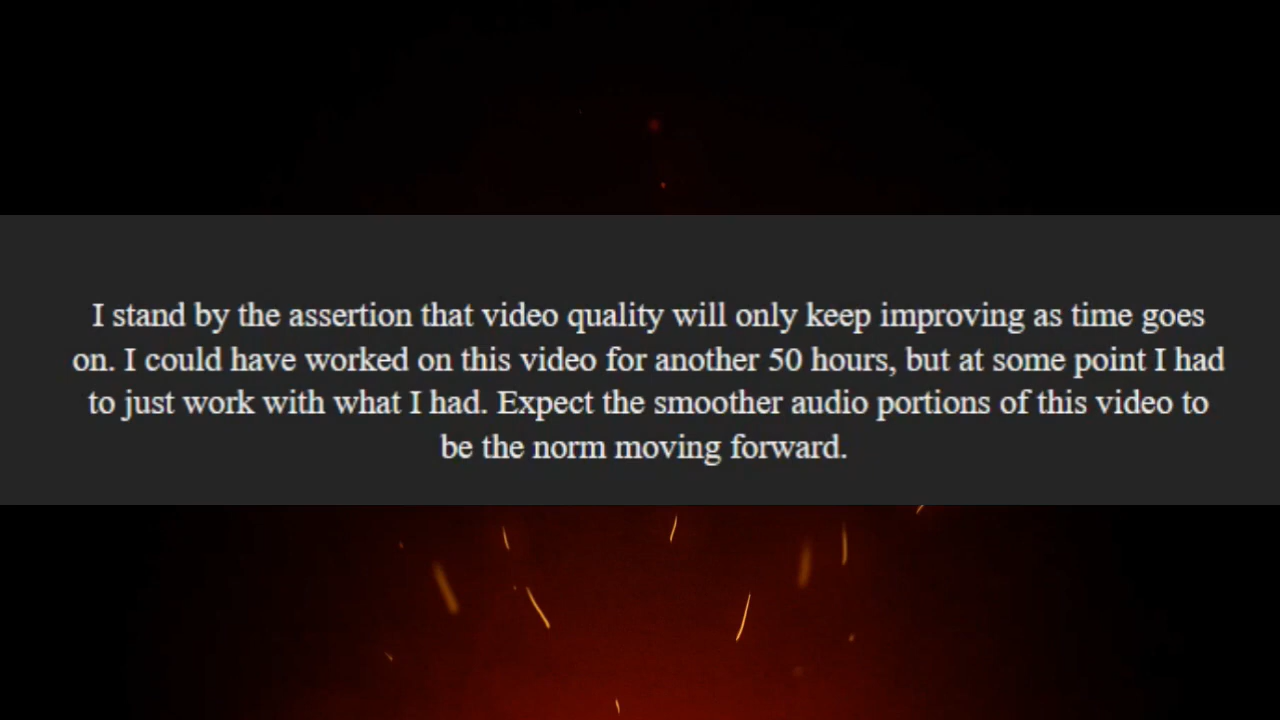 I stand by the assertion that video quality will only keep improving as time goes
on. I could have worked on this video for another 50 hours, but at some point I had
to just work with what I had. Expect the smoother audio portions of this video to
be the norm moving forward.